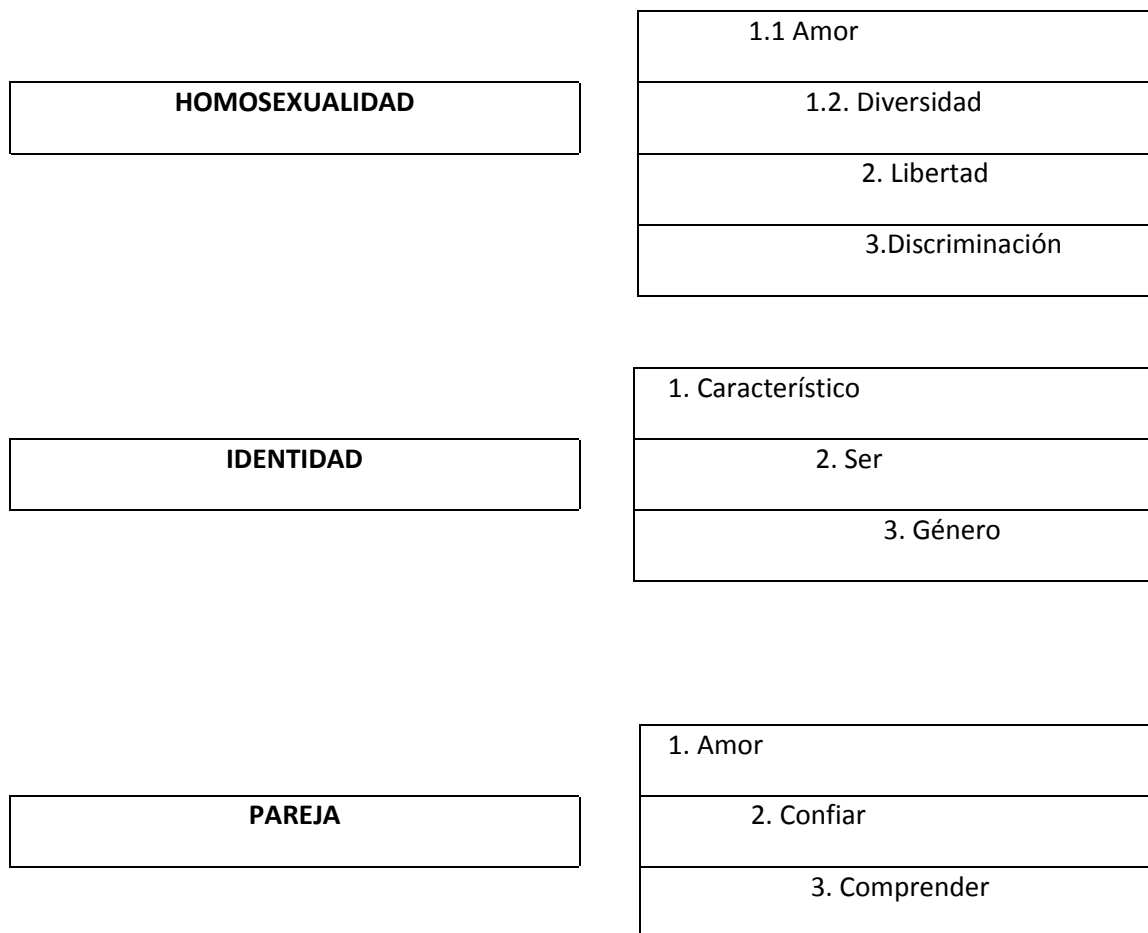 1.1 Amor
HOMOSEXUALIDAD
1.2. Diversidad
2. Libertad
3.Discriminación
1. Característico
IDENTIDAD
2. Ser
3. Género
1. Amor
PAREJA
2. Confiar
3. Comprender